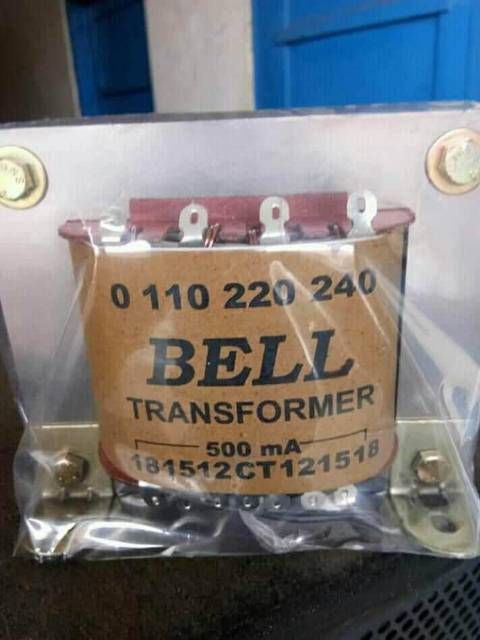 0 110 220 240
BELL
TRANSFORMER
500 mA
181512CT121518